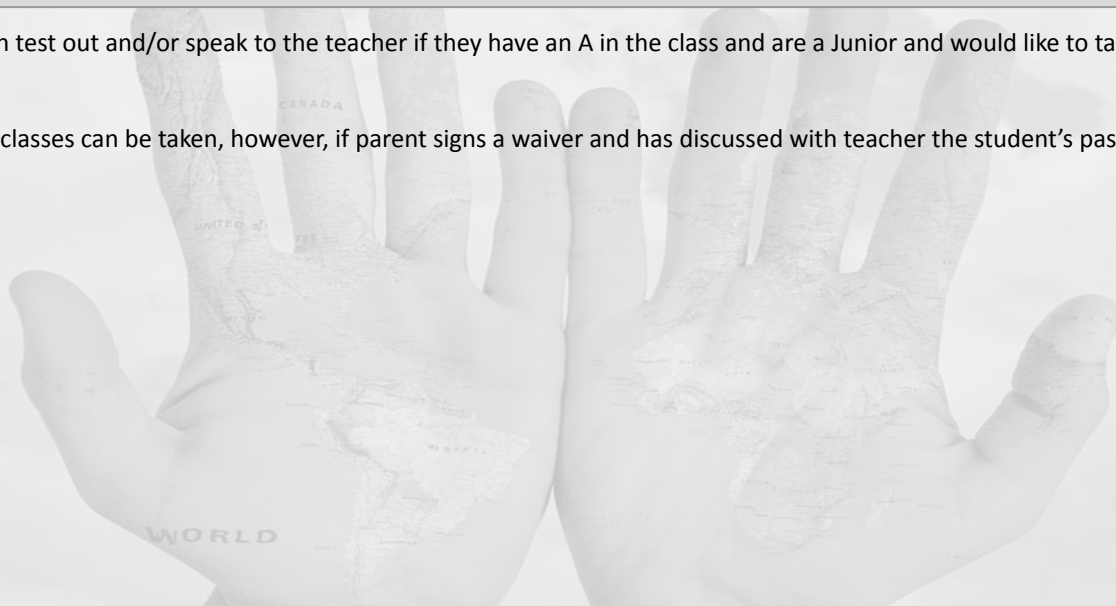 n test out and/or speak to the teacher if they have an A in the class and are a Junior and would like to ta
classes can be taken, however, if parent signs a waiver and has discussed with teacher the student's pas
CANADA
UNITED
WORLD
BRAZIL